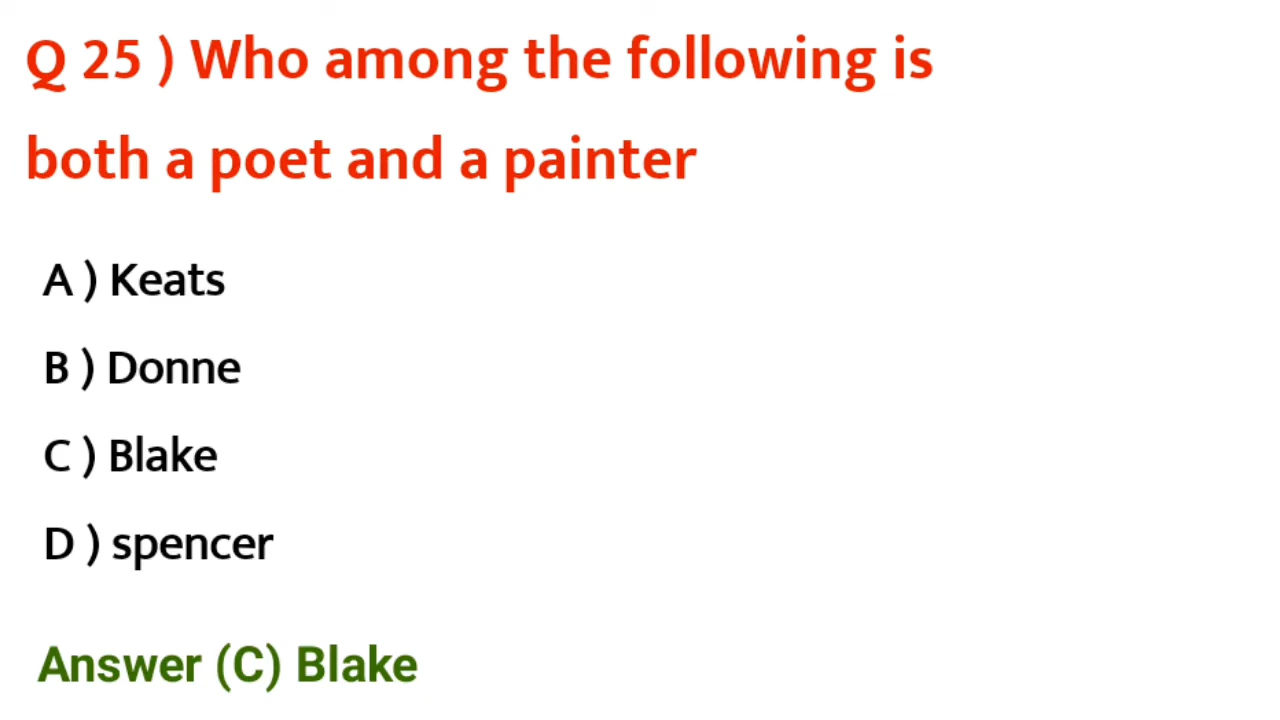 Q 25 ) Who among the following is
both a poet and a painter
A ) Keats
B ) Donne
C ) Blake
D ) spencer
Answer (C) Blake